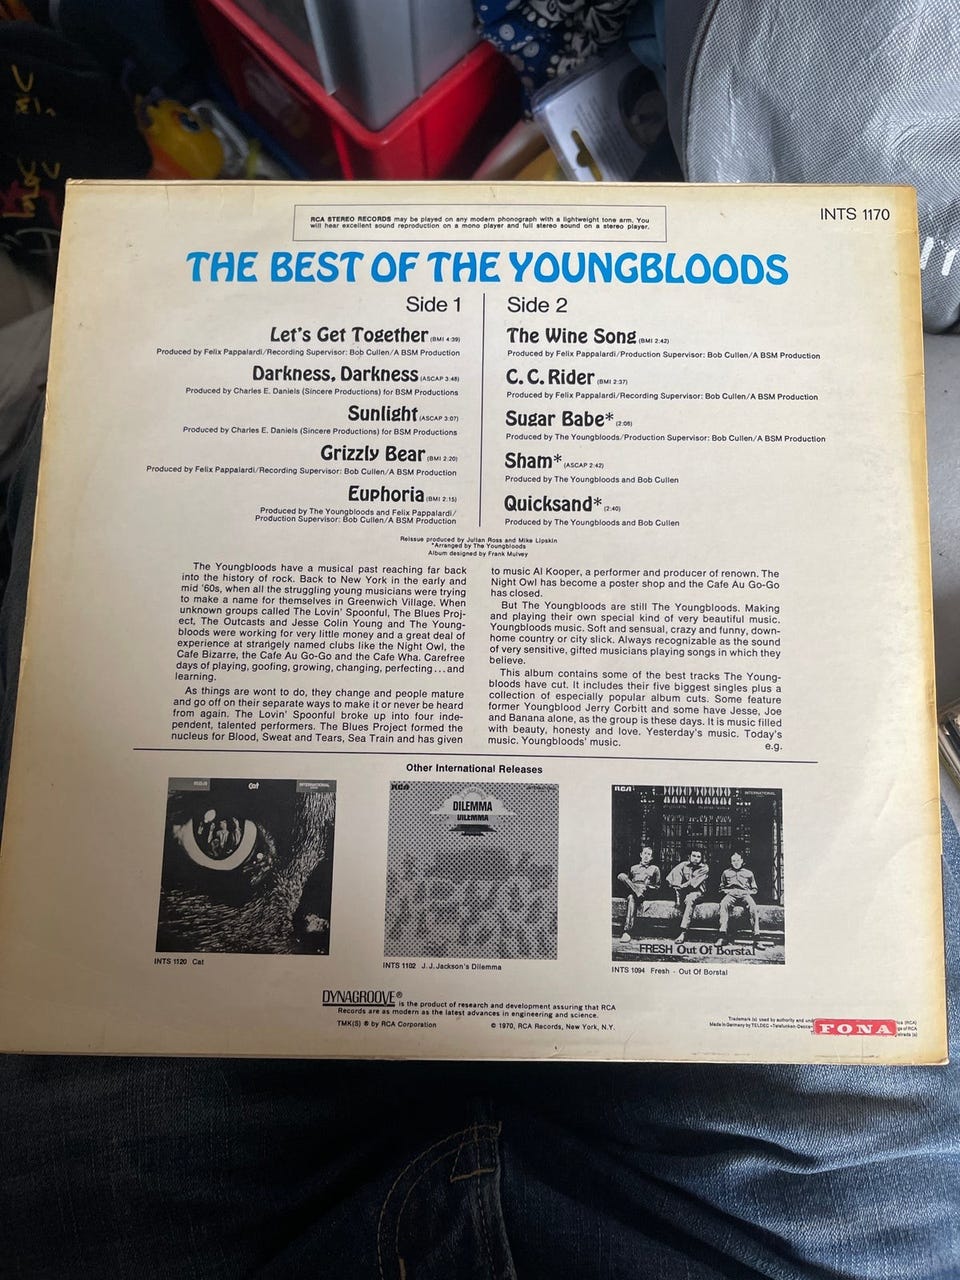 RCA STEREO RECORDS may be played on any modern phonograph with a lightweight tone arm. You
will hear excellent sound reproduction on a mono player and full stereo sound on a stereo player.
INTS 1170
THE BEST OF THE YOUNGBLOODS
Side 1
Let's Get Together (BMI 4:39)
Produced by Felix Pappalardi/Recording Supervisor: Bob Cullen/A BSM Production
Darkness, Darkness (ASCAP 3:48)
Produced by Charles E. Daniels (Sincere Productions) for BSM Productions
Sunlight (ASCAP 3:07)
Produced by Charles E. Daniels (Sincere Productions) for BSM Productions
Grizzly Bear (BMI 2:20)
Produced by Felix Pappalardi/Recording Supervisor: Bob Cullen/A BSM Production
Euphoria (BMI 2:15)
Produced by The Youngbloods and Felix Pappalardi/
Production Supervisor: Bob Cullen/A BSM Production
Side 2
The Wine Song (BMI 2:42)
Produced by Felix Pappalardi/Production Supervisor: Bob Cullen/A BSM Production
C. C. Rider (BMI 2:37)
Produced by Felix Pappalardi/Recording Supervisor: Bob Cullen/A BSM Production
Sugar Babe* (2:08)
Produced by The Youngbloods/Production Supervisor: Bob Cullen/A BSM Production
Sham* (ASCAP 2:42)
Produced by The Youngbloods and Bob Cullen
Quicksand* (2:40)
Produced by The Youngbloods and Bob Cullen
Reissue produced by Julian Ross and Mike Lipskin
*Arranged by The Youngbloods
Album designed by Frank Mulvey
The Youngbloods have a musical past reaching far back
into the history of rock. Back to New York in the early and
mid '60s, when all the struggling young musicians were trying
to make a name for themselves in Greenwich Village. When
unknown groups called The Lovin' Spoonful, The Blues Proj-
ect, The Outcasts and Jesse Colin Young and The Young-
bloods were working for very little money and a great deal of
experience at strangely named clubs like the Night Owl, the
Cafe Bizarre, the Cafe Au Go-Go and the Cafe Wha. Carefree
days of playing, goofing, growing, changing, perfecting...and
learning.
As things are wont to do, they change and people mature
and go off on their separate ways to make it or never be heard
from again. The Lovin' Spoonful broke up into four inde-
pendent, talented performers. The Blues Project formed the
nucleus for Blood, Sweat and Tears, Sea Train and has given
to music Al Kooper, a performer and producer of renown. The
Night Owl has become a poster shop and the Cafe Au Go-Go
has closed.
But The Youngbloods are still The Youngbloods. Making
and playing their own special kind of very beautiful music.
Youngbloods music. Soft and sensual, crazy and funny, down-
home country or city slick. Always recognizable as the sound
of very sensitive, gifted musicians playing songs in which they
believe.
This album contains some of the best tracks The Young-
bloods have cut. It includes their five biggest singles plus a
collection of especially popular album cuts. Some feature
former Youngblood Jerry Corbitt and some have Jesse, Joe
and Banana alone, as the group is these days. It is music filled
with beauty, honesty and love. Yesterday's music. Today's
music. Youngbloods' music.
e.g.
Other International Releases
Cat
INTERNATIONAL
INTS 1120 Cat
RCA
DILEMMA
DILEMMA
INTS 1102 J.J. Jackson's Dilemma
RCA
INTERNATIONAL
FRESH Out Of Borstal
INTS 1094 Fresh - Out Of Borstal
DYNAGROOVE® is the product of research and development assuring that RCA
Records are as modern as the latest advances in engineering and science.
TMK(S) ® by RCA Corporation
© 1970, RCA Records, New York, N.Y.
Trademark (s) used by authority and
Made in Germany by TELDEC
FONA